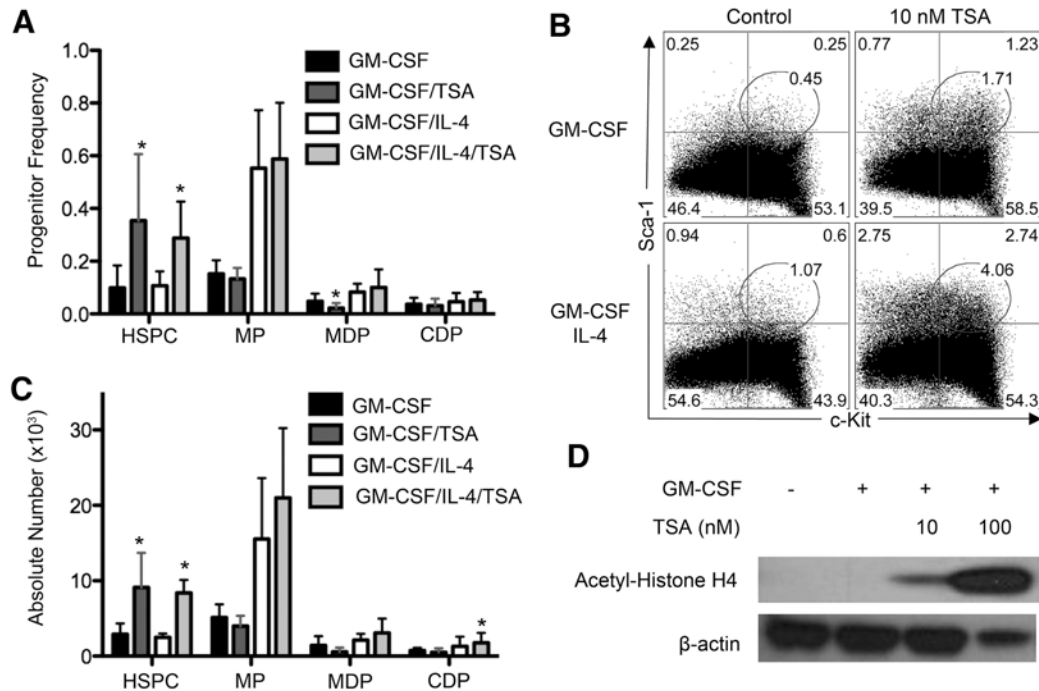 A
Progenitor Frequency
1.0
0.8
0.6
0.4
0.2
0.0
GM-CSF
GM-CSF/TSA
GM-CSF/IL-4
GM-CSF/IL-4/TSA
*
*
*
HSPC
MP
MDP
CDP
B
Control
10 nM TSA
GM-CSF
GM-CSF
IL-4
Sca-1
0.25
0.25
0.45
46.4
53.1
0.77
1.23
1.71
39.5
58.5
0.94
0.6
1.07
54.6
43.9
2.75
2.74
4.06
40.3
54.3
c-Kit
C
Absolute Number (x10³)
30
20
10
0
GM-CSF
GM-CSF/TSA
GM-CSF/IL-4
GM-CSF/IL-4/TSA
*
*
*
HSPC
MP
MDP
CDP
D
GM-CSF - + + +
TSA (nM) 10 100
Acetyl-Histone H4
β-actin